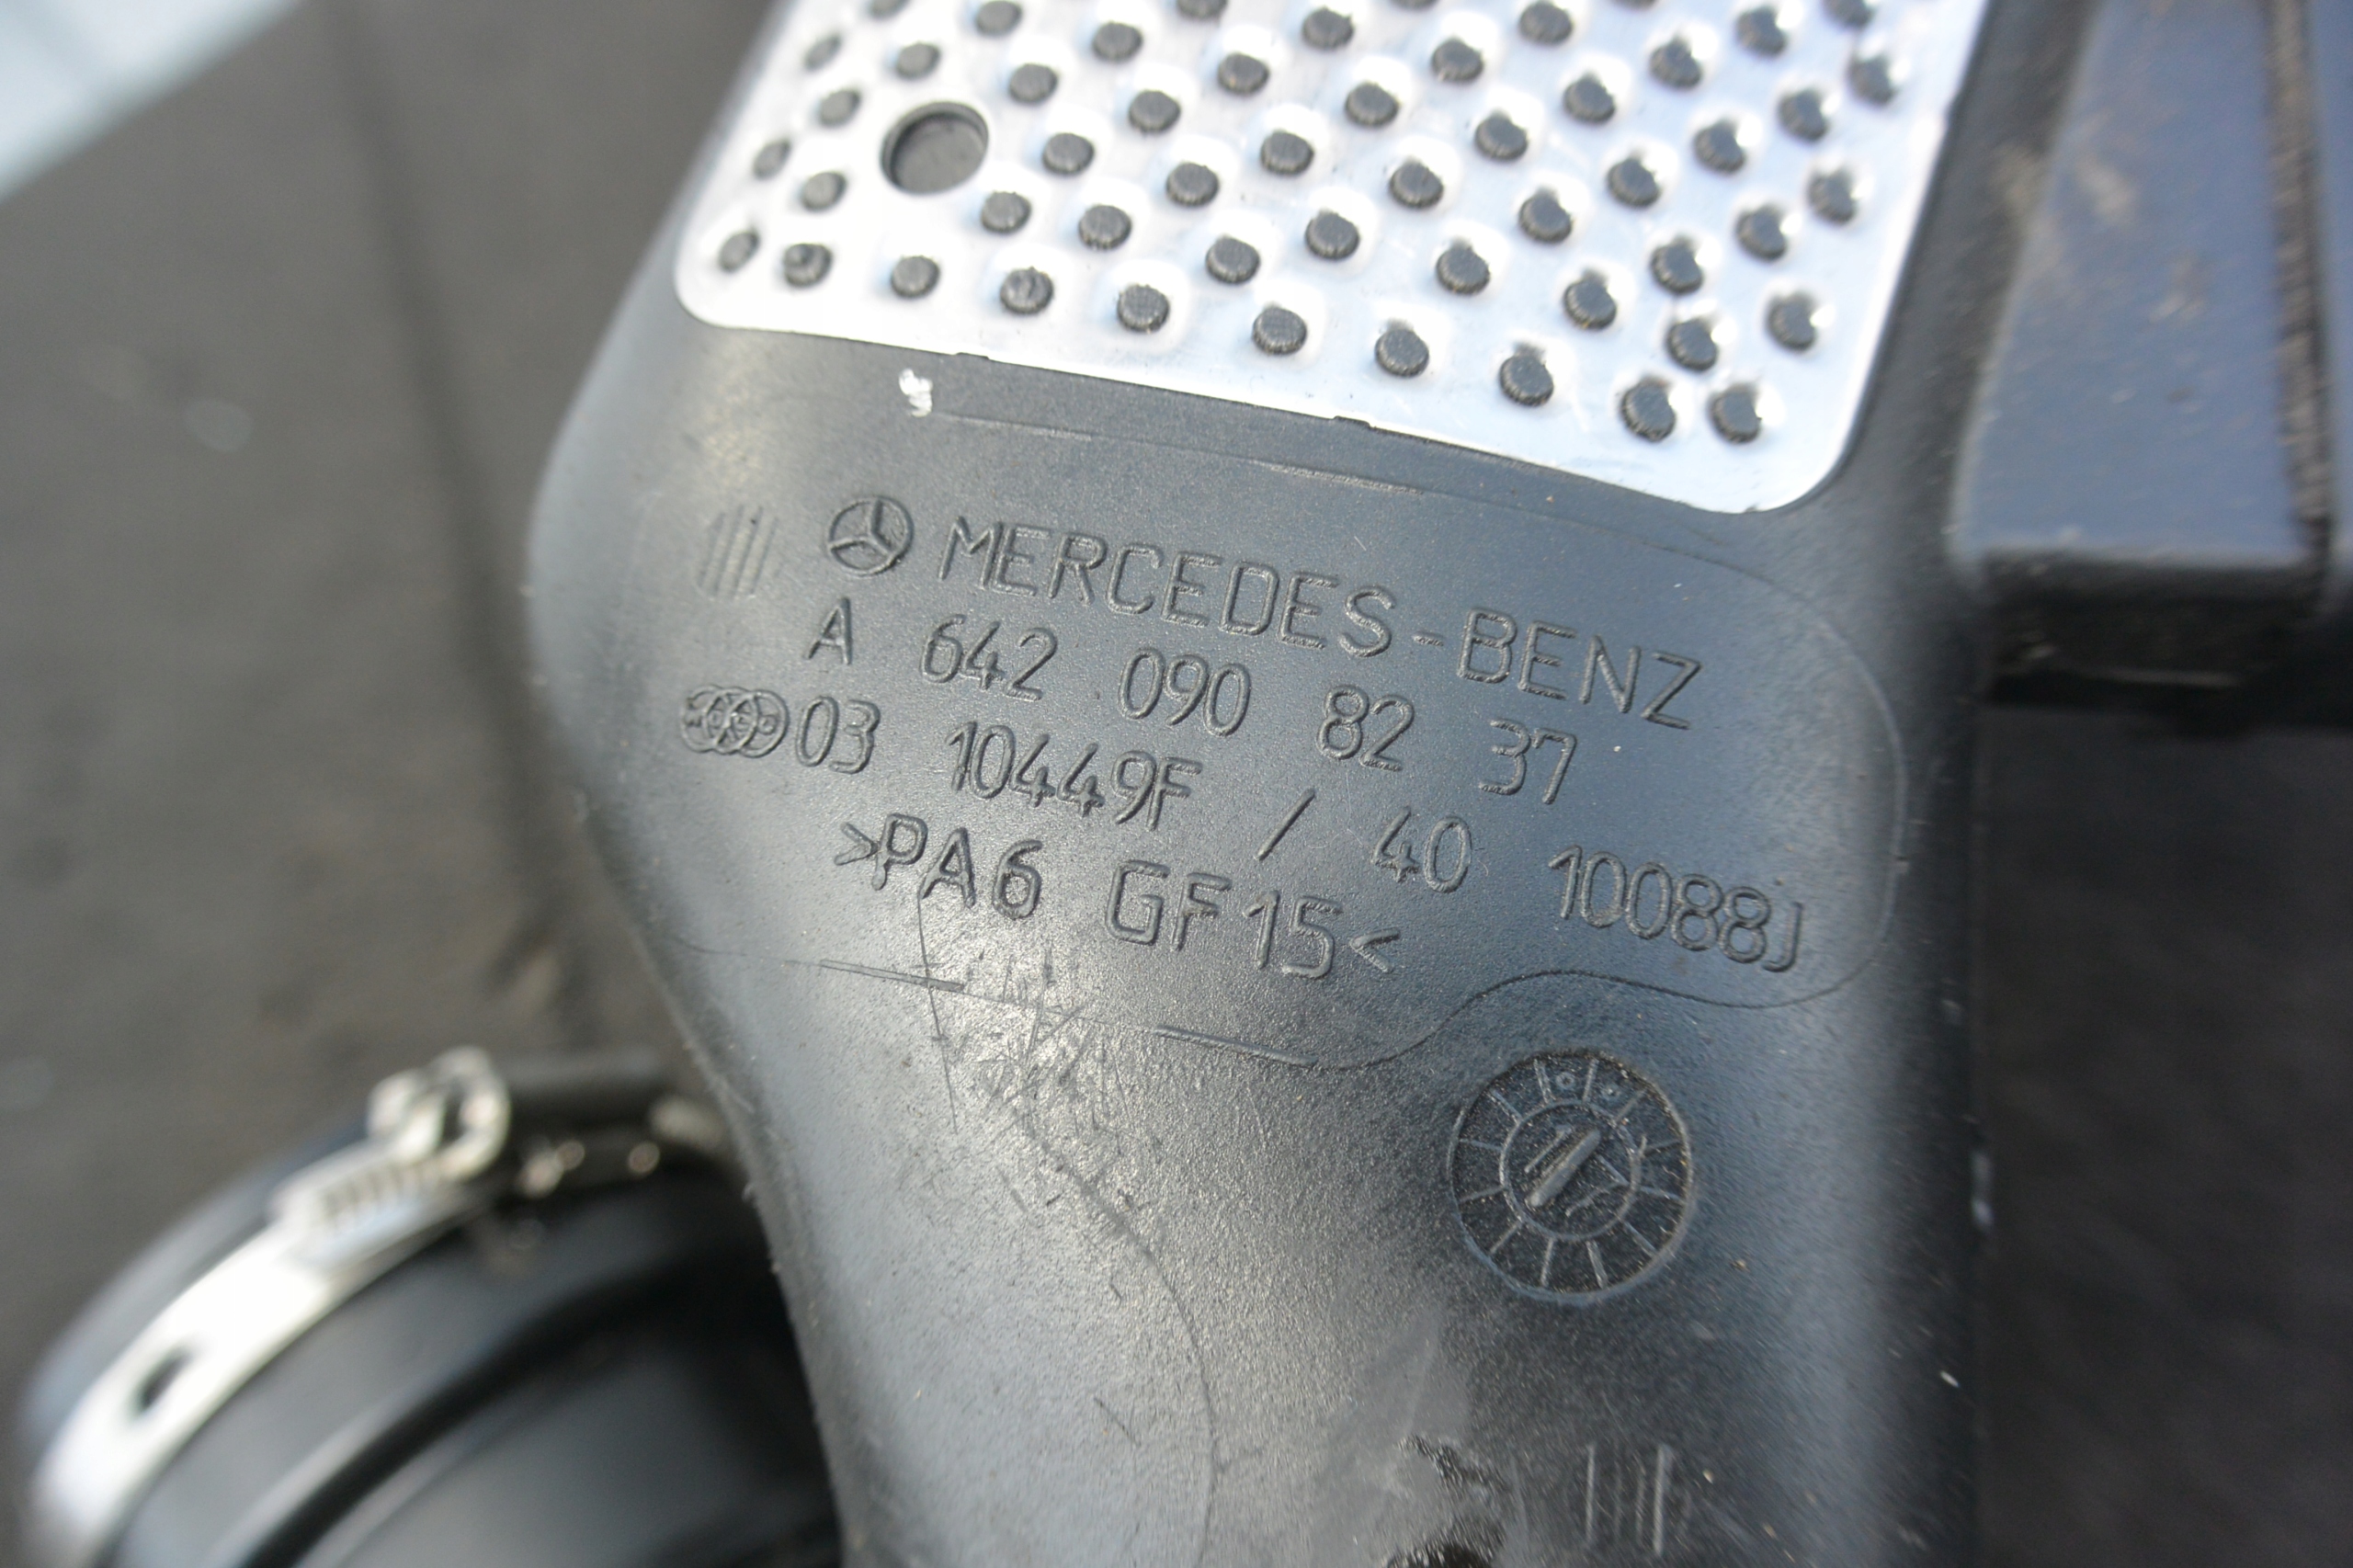 MERCEDES-BENZ
A 642 090 82 37
03 10449F / 40 10088J
>PA6 GF15<